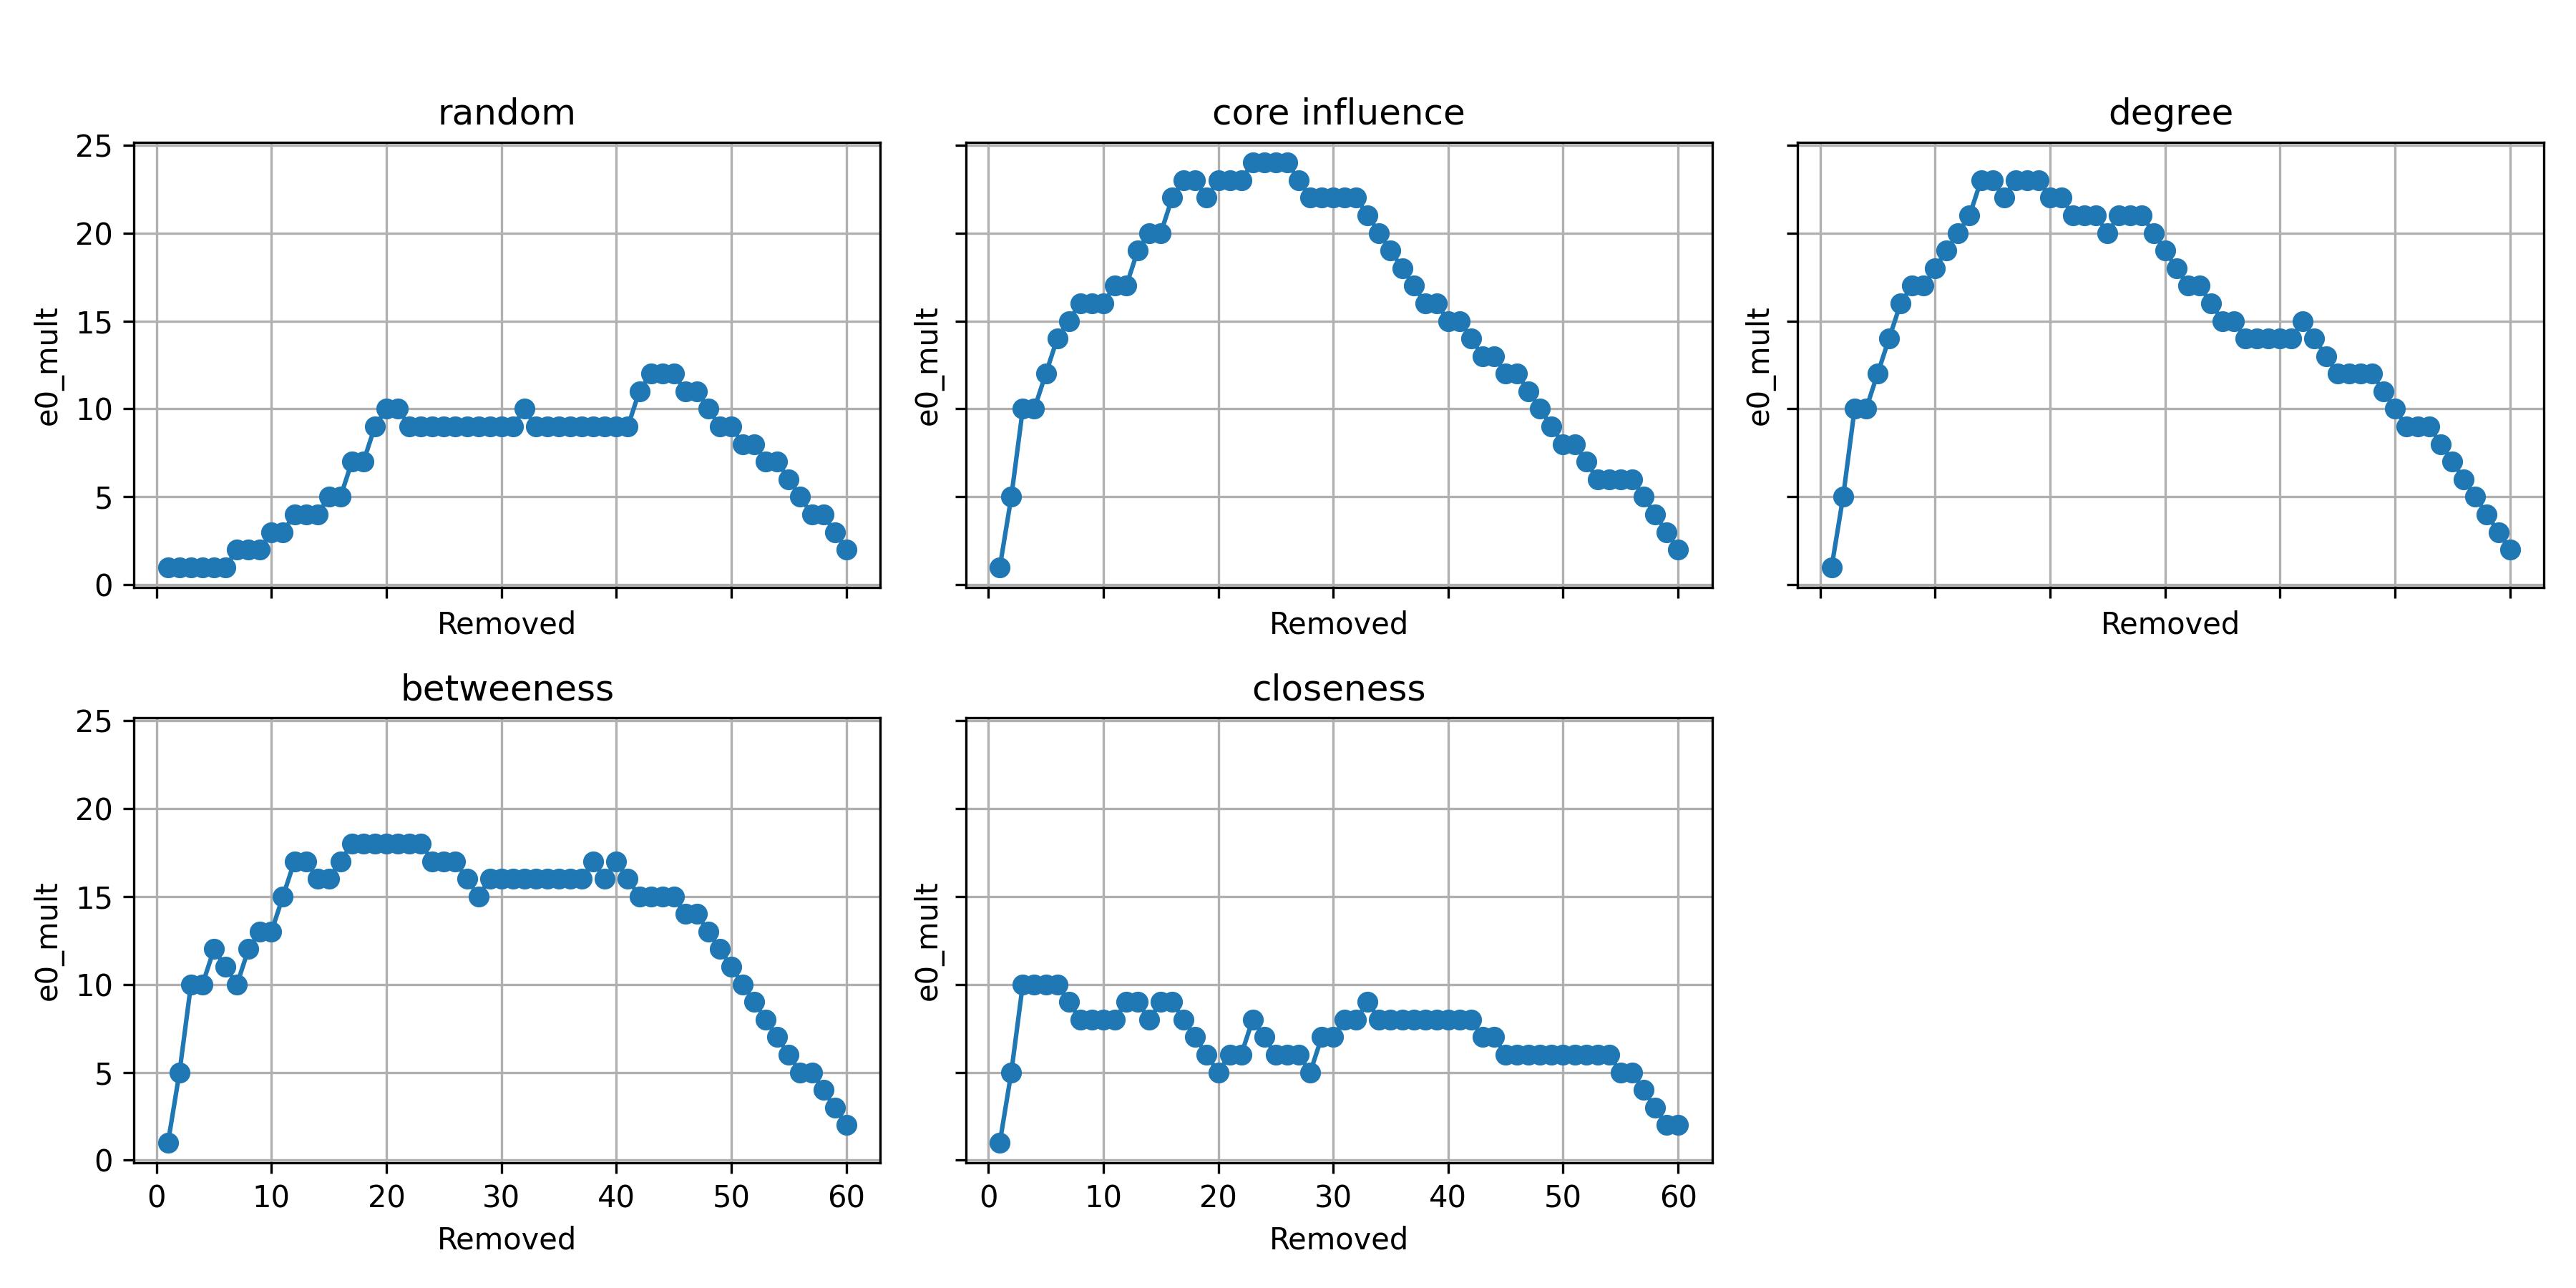 random
core influence
degree
25
20
15
10
5
0
e0_mult
e0_mult
e0_mult
Removed
Removed
Removed
betweeness
closeness
25
20
15
10
5
0
e0_mult
e0_mult
0 10 20 30 40 50 60
0 10 20 30 40 50 60
Removed
Removed